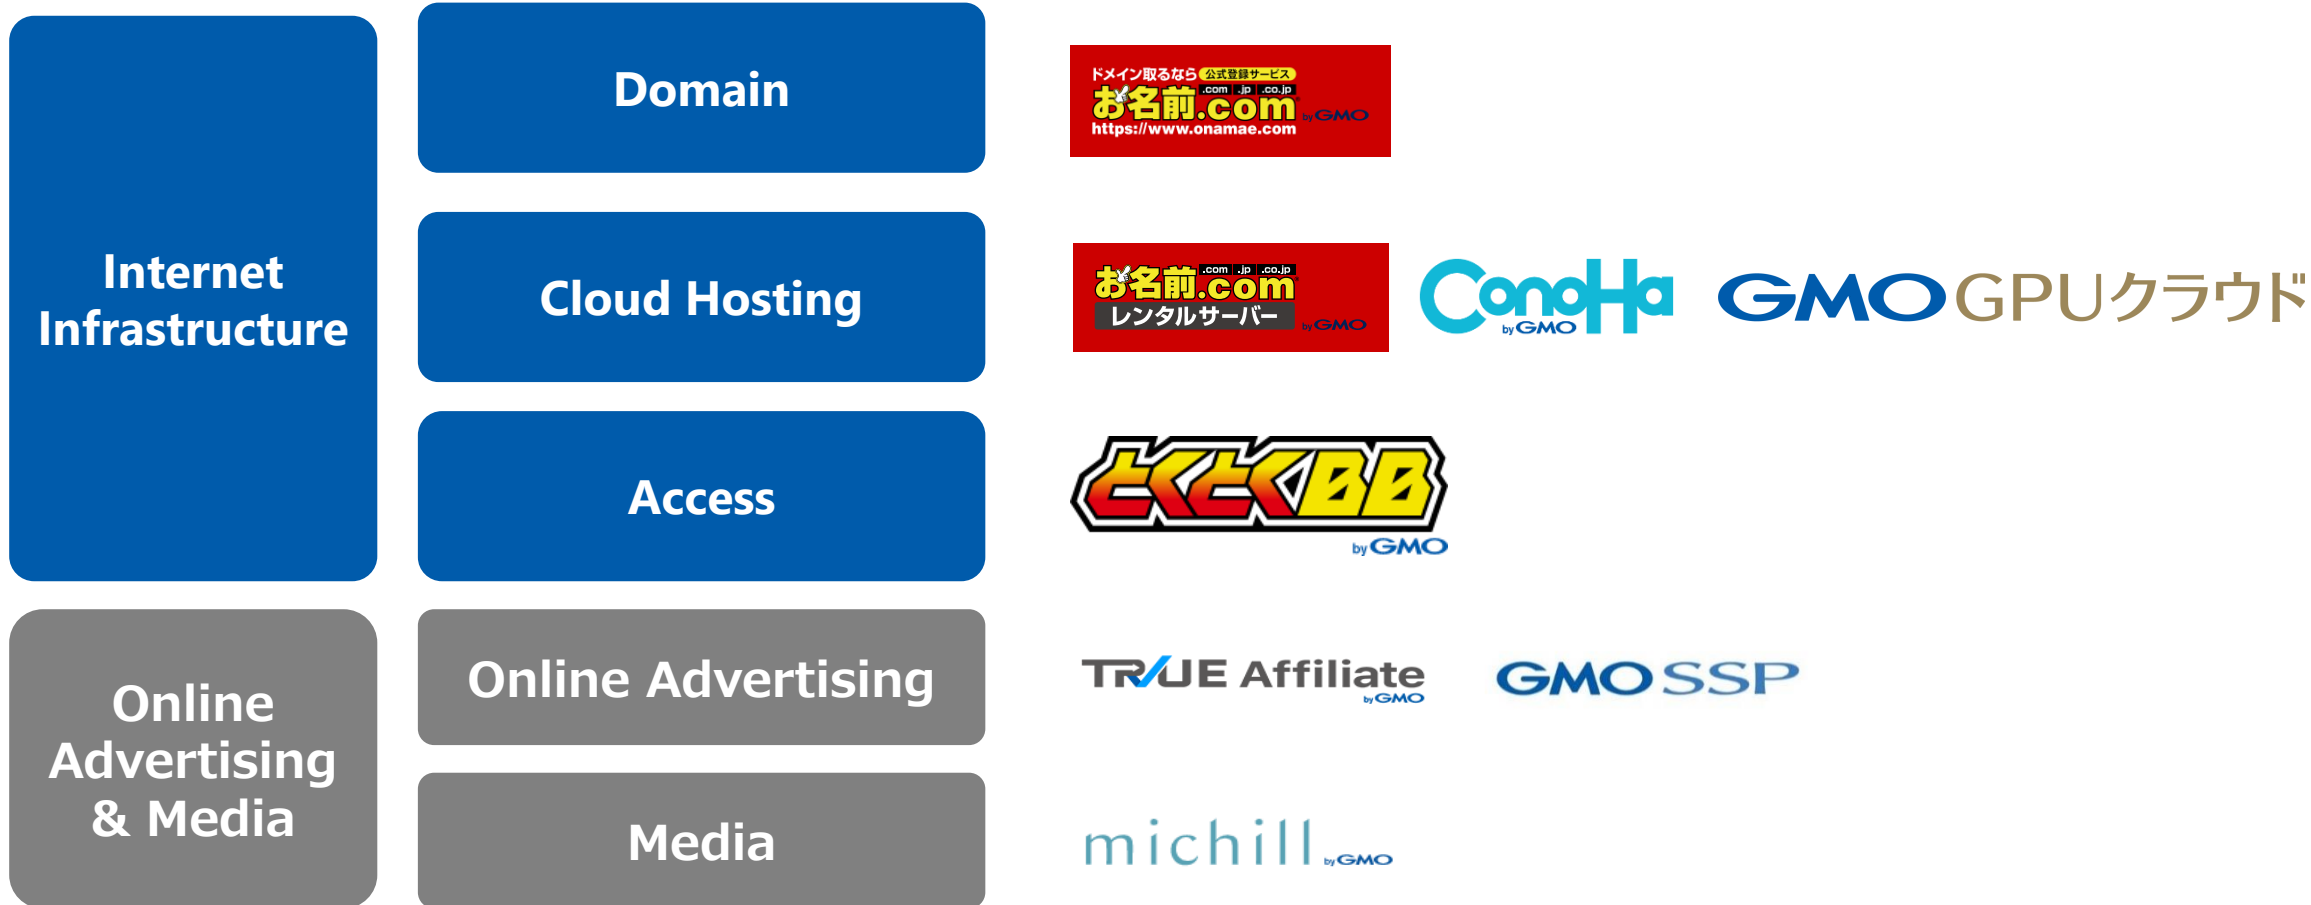 Internet
Infrastructure
Domain
ドメイン取るなら 公式登録サービス
.com .jp .co.jp
お名前.com
by GMO
https://www.onamae.com
Cloud Hosting
.com .jp .co.jp
お名前.com
レンタルサーバー
by GMO
ConoHa
by GMO
GMO GPUクラウド
Access
とくとくBB
by GMO
Online
Advertising
& Media
Online Advertising
TRUE Affiliate
by GMO
GMO SSP
Media
michill by GMO